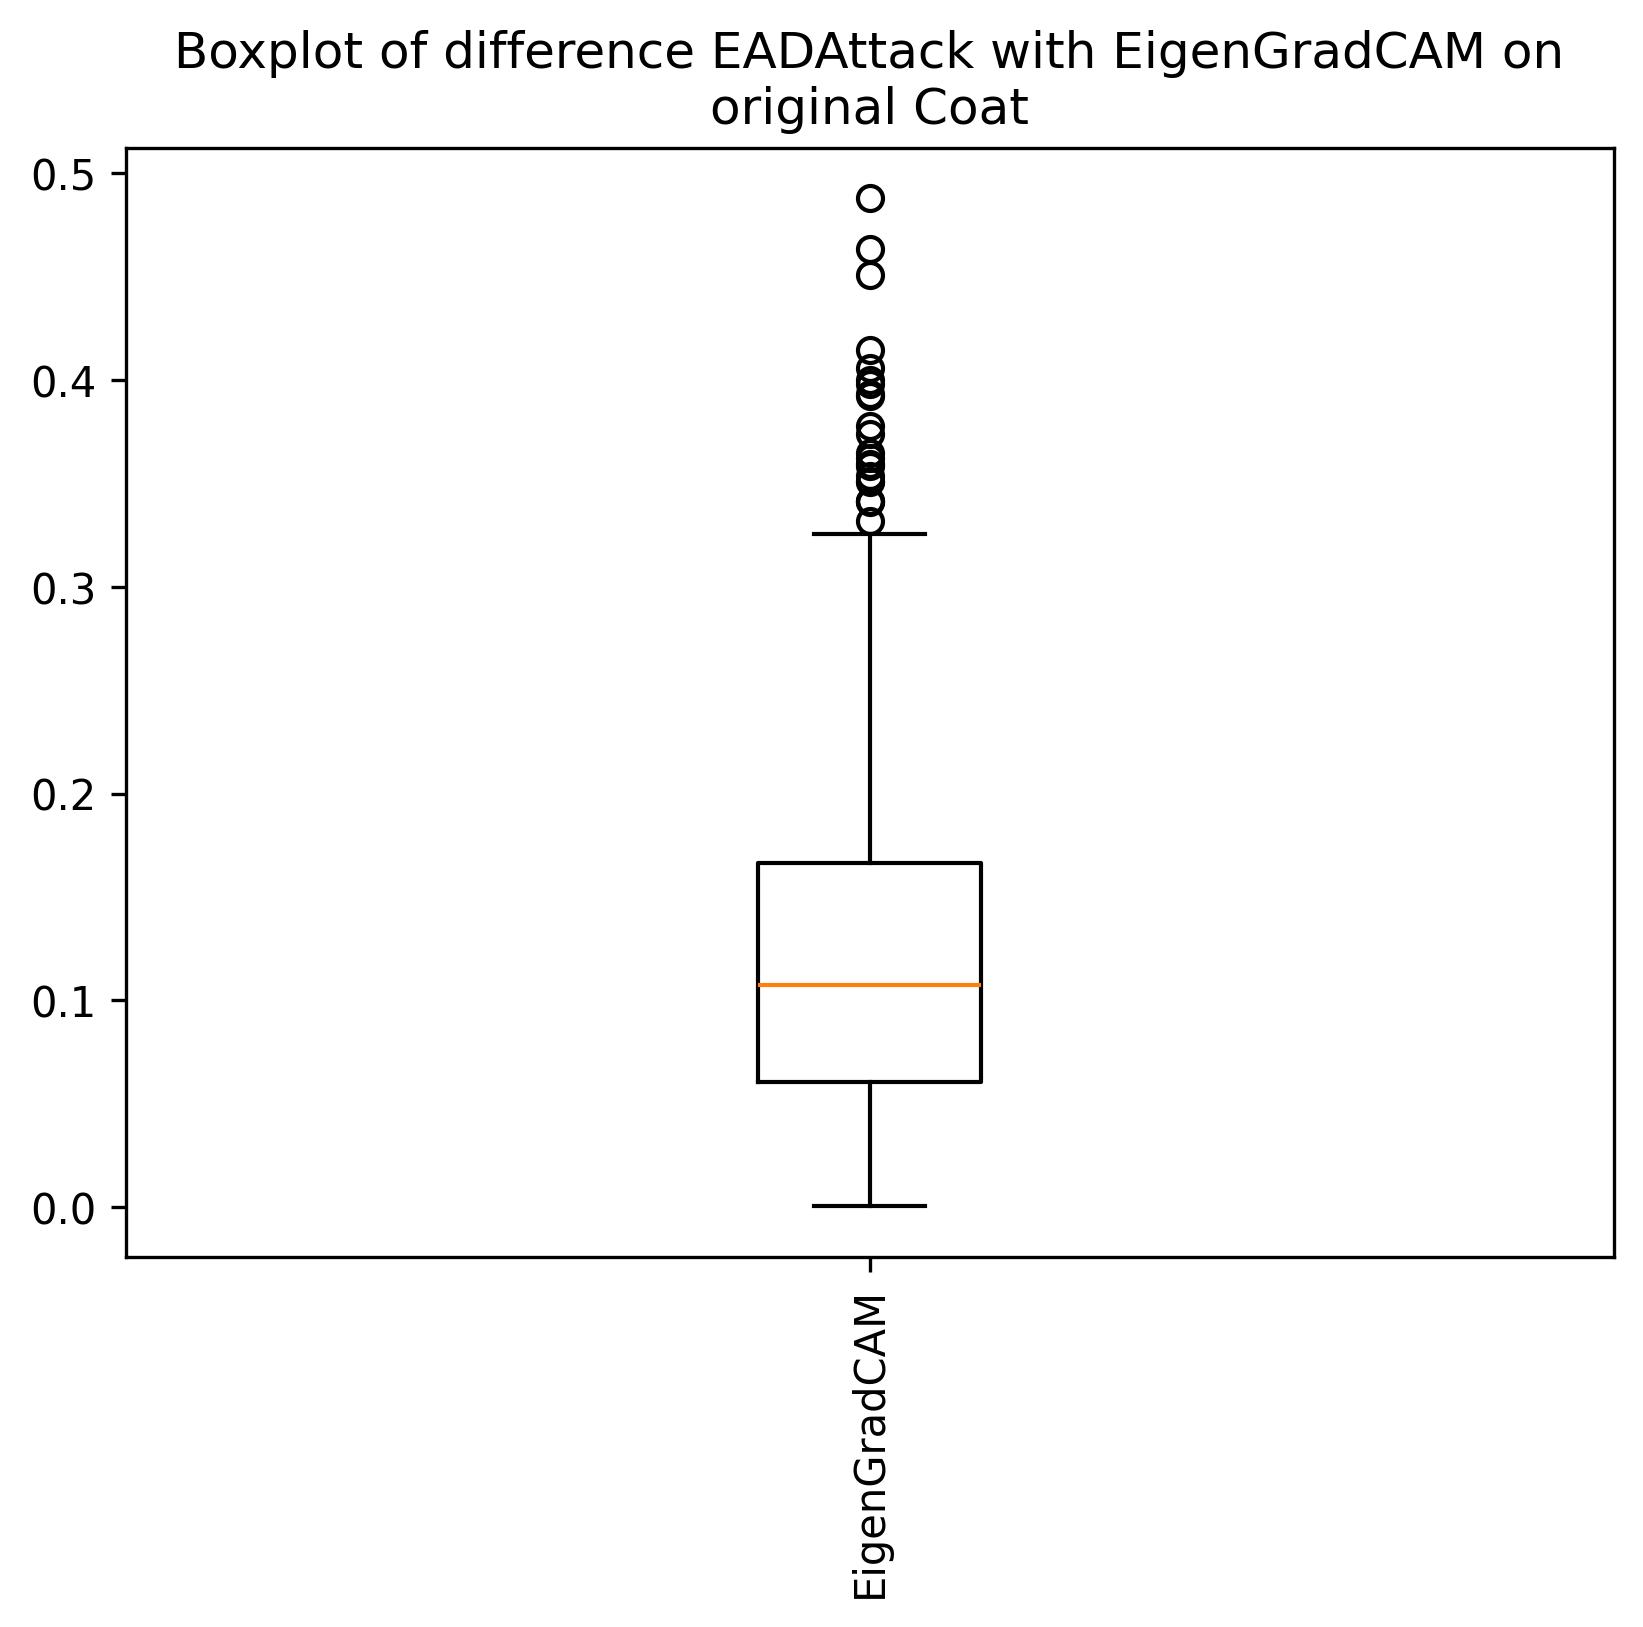 Boxplot of difference EADAttack with EigenGradCAM on
original Coat
0.5
0.4
0.3
0.2
0.1
0.0
EigenGradCAM